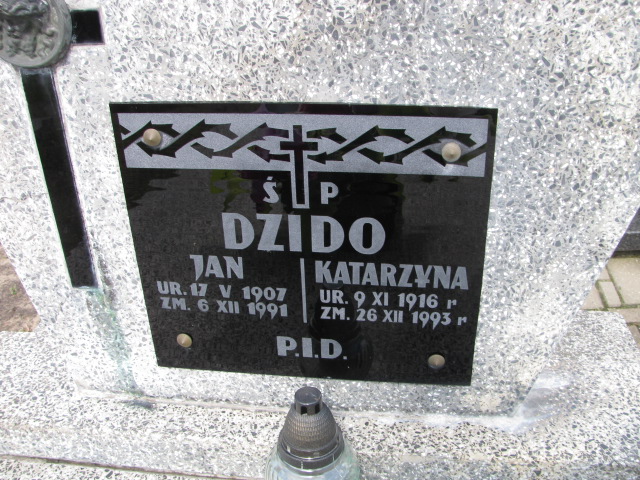 Ś P
DZIDO
JAN
UR. 17 V 1907
ZM. 6 XII 1991
KATARZYNA
UR. 9 XI 1916 r
ZM. 26 XII 1993 r
P.I.D.